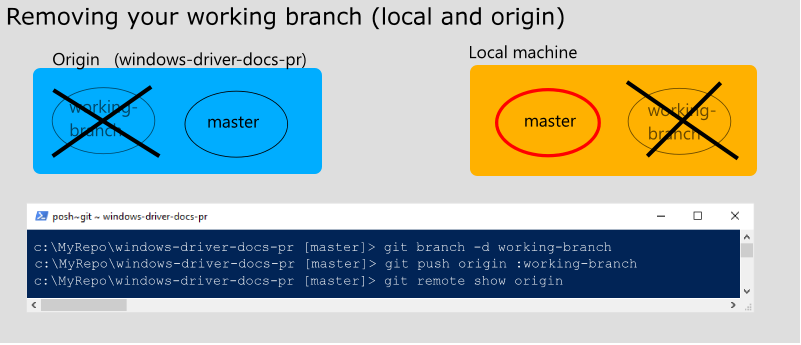 Removing your working branch (local and origin)
Origin (windows-driver-docs-pr)
Local machine
working-
branch
master
master
working-
branch
posh~git ~ windows-driver-docs-pr
c:\MyRepo\windows-driver-docs-pr [master]> git branch -d working-branch
c:\MyRepo\windows-driver-docs-pr [master]> git push origin :working-branch
c:\MyRepo\windows-driver-docs-pr [master]> git remote show origin